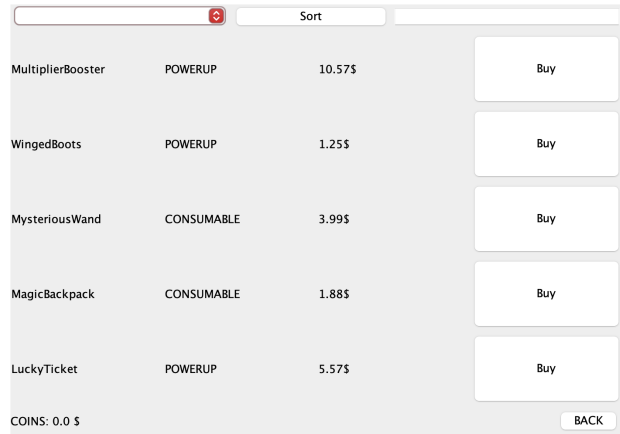 Sort
MultiplierBooster POWERUP 10.57$ Buy
WingedBoots POWERUP 1.25$ Buy
MysteriousWand CONSUMABLE 3.99$ Buy
MagicBackpack CONSUMABLE 1.88$ Buy
LuckyTicket POWERUP 5.57$ Buy
COINS: 0.0 $ BACK